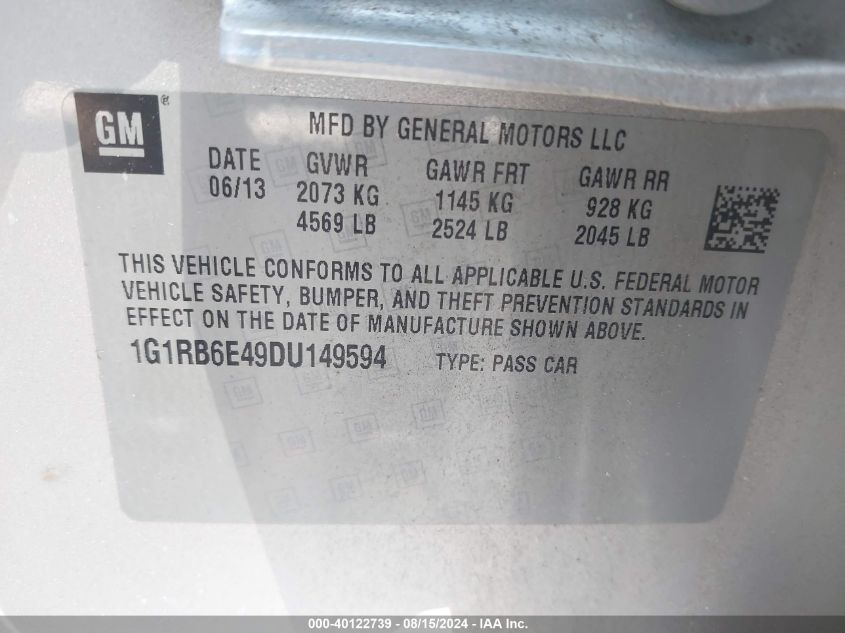 GM ®
MFD BY GENERAL MOTORS LLC
DATE GVWR GAWR FRT GAWR RR
06/13 2073 KG 1145 KG 928 KG
4569 LB 2524 LB 2045 LB
THIS VEHICLE CONFORMS TO ALL APPLICABLE U.S. FEDERAL MOTOR
VEHICLE SAFETY, BUMPER, AND THEFT PREVENTION STANDARDS IN
EFFECT ON THE DATE OF MANUFACTURE SHOWN ABOVE.
1G1RB6E49DU149594 TYPE: PASS CAR
000-40122739 - 08/15/2024 - IAA Inc.